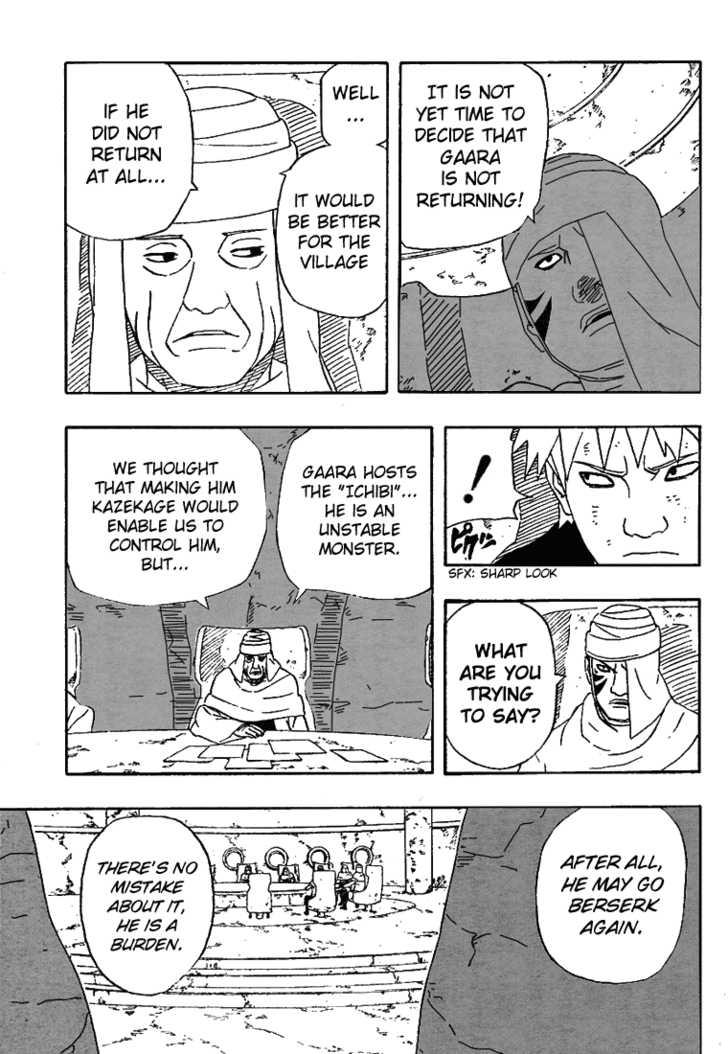 IT IS NOT
YET TIME TO
DECIDE THAT
GAARA
IS NOT
RETURNING!
WELL
...
IT WOULD
BE BETTER
FOR THE
VILLAGE
IF HE
DID NOT
RETURN
AT ALL...
!
ピクッ
SFX: SHARP LOOK
WHAT
ARE YOU
TRYING
TO SAY?
GAARA HOSTS
THE "ICHIBI"...
HE IS AN
UNSTABLE
MONSTER.
WE THOUGHT
THAT MAKING HIM
KAZEKAGE WOULD
ENABLE US TO
CONTROL HIM,
BUT...
AFTER ALL,
HE MAY GO
BERSERK
AGAIN.
THERE'S NO
MISTAKE
ABOUT IT,
HE IS A
BURDEN.